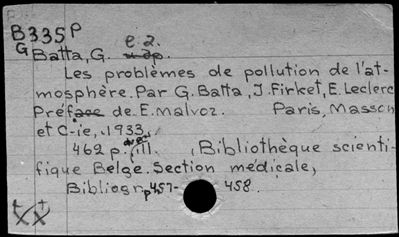 B335P
G Batta, G. e 2.
Les problèmes de pollution de l'at-
mosphère. Par G. Batta, J. Firket, E. Leclerc
Préface de E. Malvoz. Paris, Masson
et C-ie, 1933.
462 p. ill. (Bibliothèque scienti-
fique Belge. Section médicale,
Bibliogr. p. 457-458.